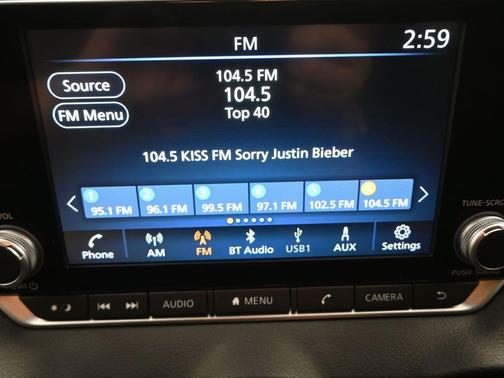 FM
2:59
Source
FM Menu
104.5 FM
104.5
Top 40
104.5 KISS FM Sorry Justin Bieber
1 2 3 4 5 6
95.1 FM 96.1 FM 99.5 FM 97.1 FM 102.5 FM 104.5 FM
Phone AM FM BT Audio USB1 AUX Settings
VOL
TUNE-SCROLL
PUSH
PUSH SOUND
AUDIO MENU CAMERA